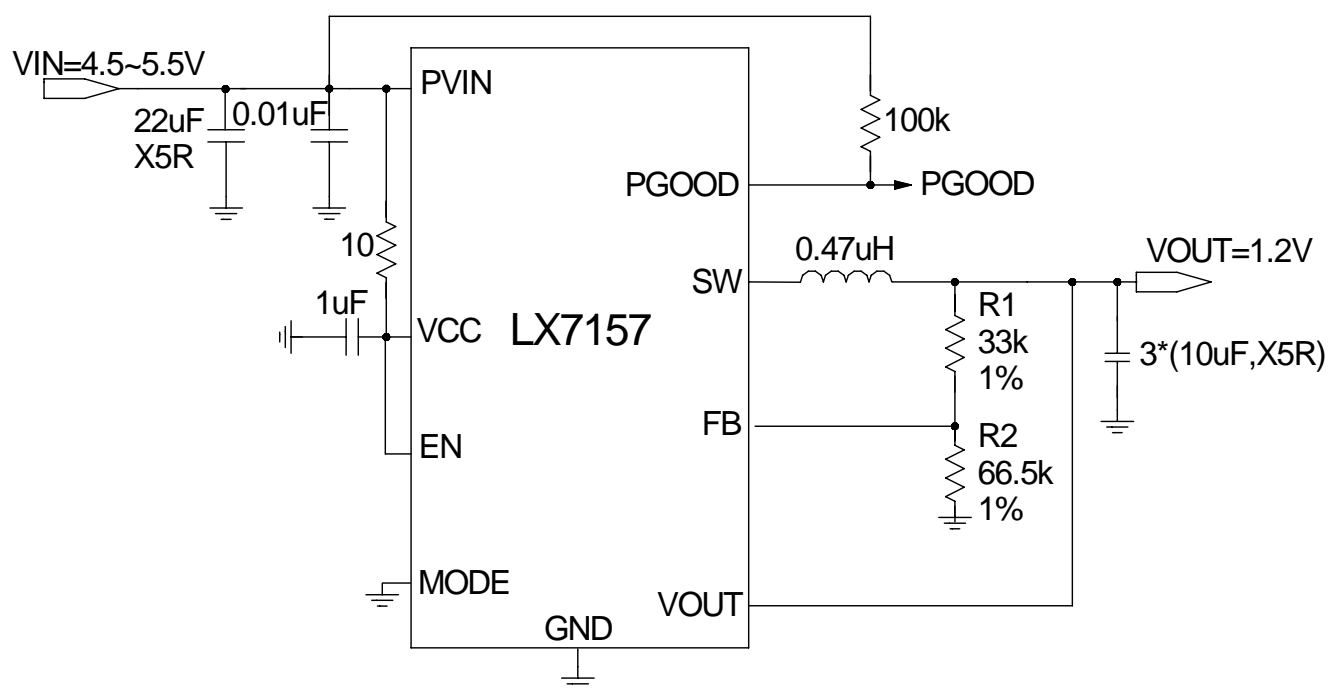 VIN=4.5~5.5V
PVIN
22uF
X5R
0.01uF
100k
PGOOD
PGOOD
10
0.47uH
VOUT=1.2V
SW
1uF
VCC
LX7157
R1
33k
1%
3*(10uF,X5R)
FB
R2
66.5k
1%
EN
MODE
VOUT
GND